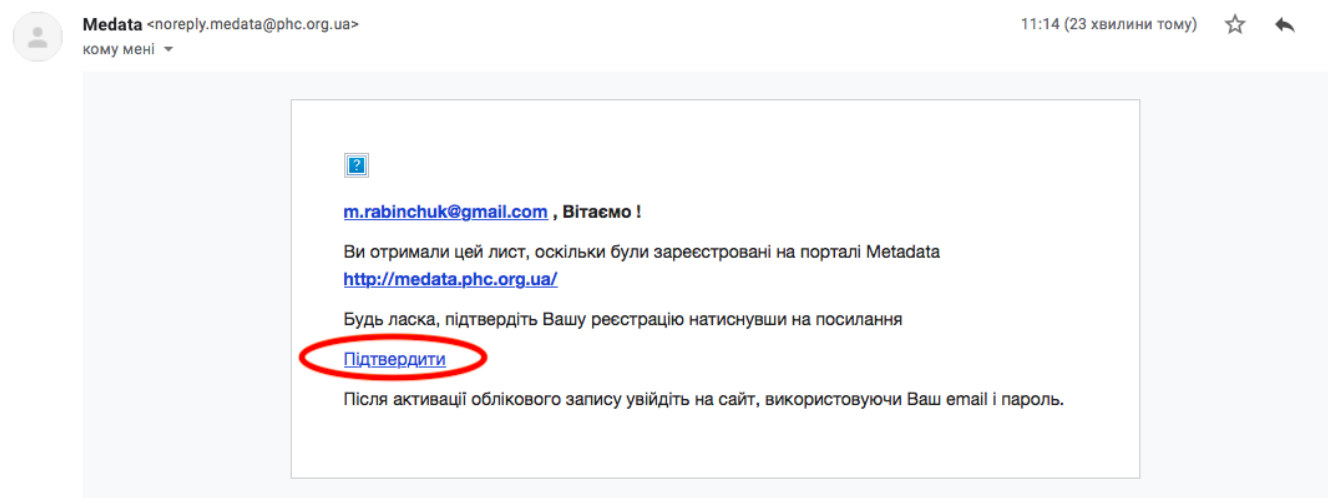 Medata <noreply.medata@phc.org.ua>
11:14 (23 хвилини тому)
кому мені
?
m.rabinchuk@gmail.com , Вітаємо !
Ви отримали цей лист, оскільки були зареєстровані на порталі Metadata
http://medata.phc.org.ua/
Будь ласка, підтвердіть Вашу реєстрацію натиснувши на посилання
Підтвердити
Після активації облікового запису увійдіть на сайт, використовуючи Ваш email і пароль.